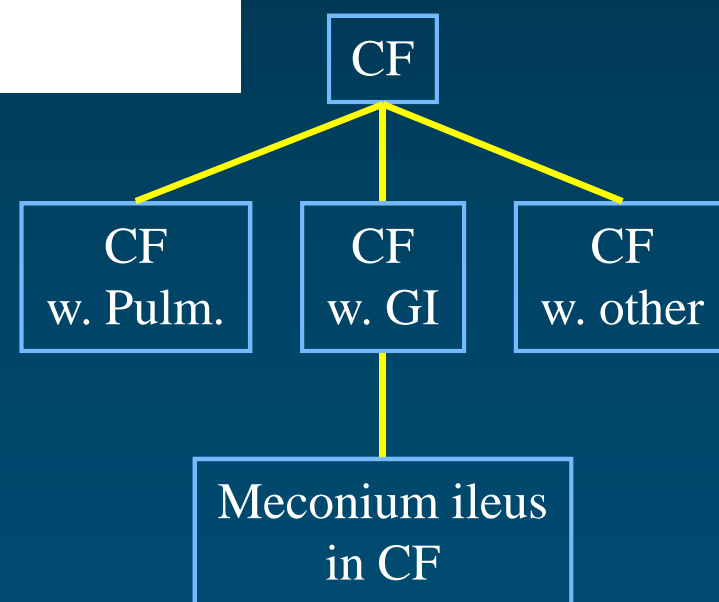 CF
CF
w. Pulm.
CF
w. GI
CF
w. other
Meconium ileus
in CF